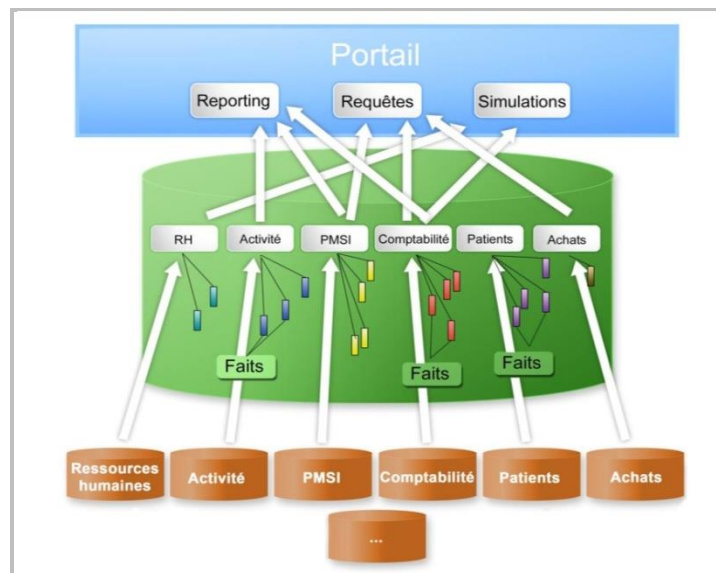 Portail
Reporting
Requêtes
Simulations
RH
Activité
PMSI
Comptabilité
Patients
Achats
Faits
Faits
Faits
Ressources
humaines
Activité
PMSI
Comptabilité
Patients
Achats
...